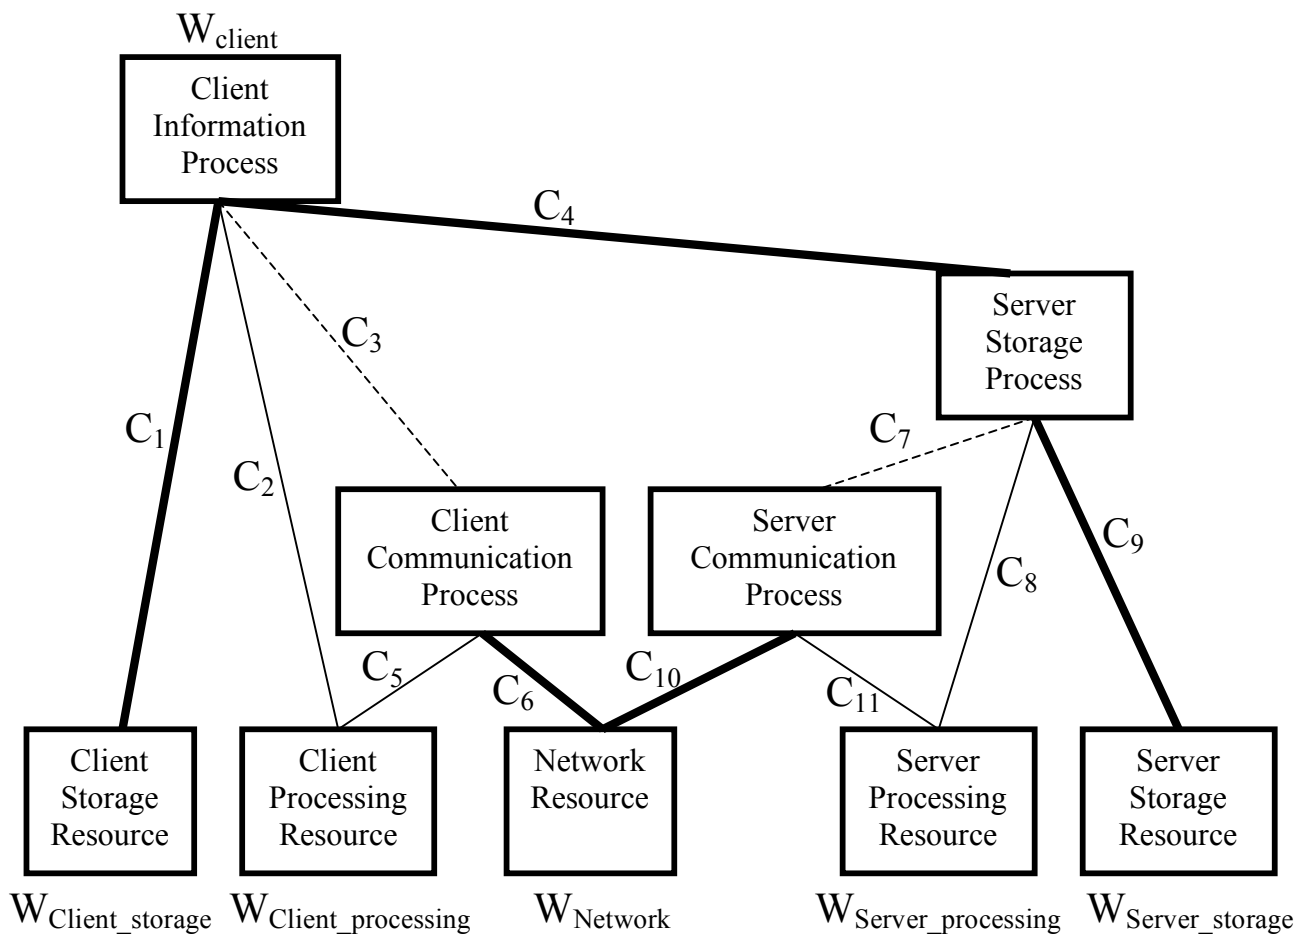 W_client
Client
Information
Process
C_4
Server
Storage
Process
C_3
C_1
C_2
C_7
Client
Communication
Process
Server
Communication
Process
C_9
C_8
C_5
C_6
C_10
C_11
Client
Storage
Resource
Client
Processing
Resource
Network
Resource
Server
Processing
Resource
Server
Storage
Resource
W_Client_storage
W_Client_processing
W_Network
W_Server_processing
W_Server_storage